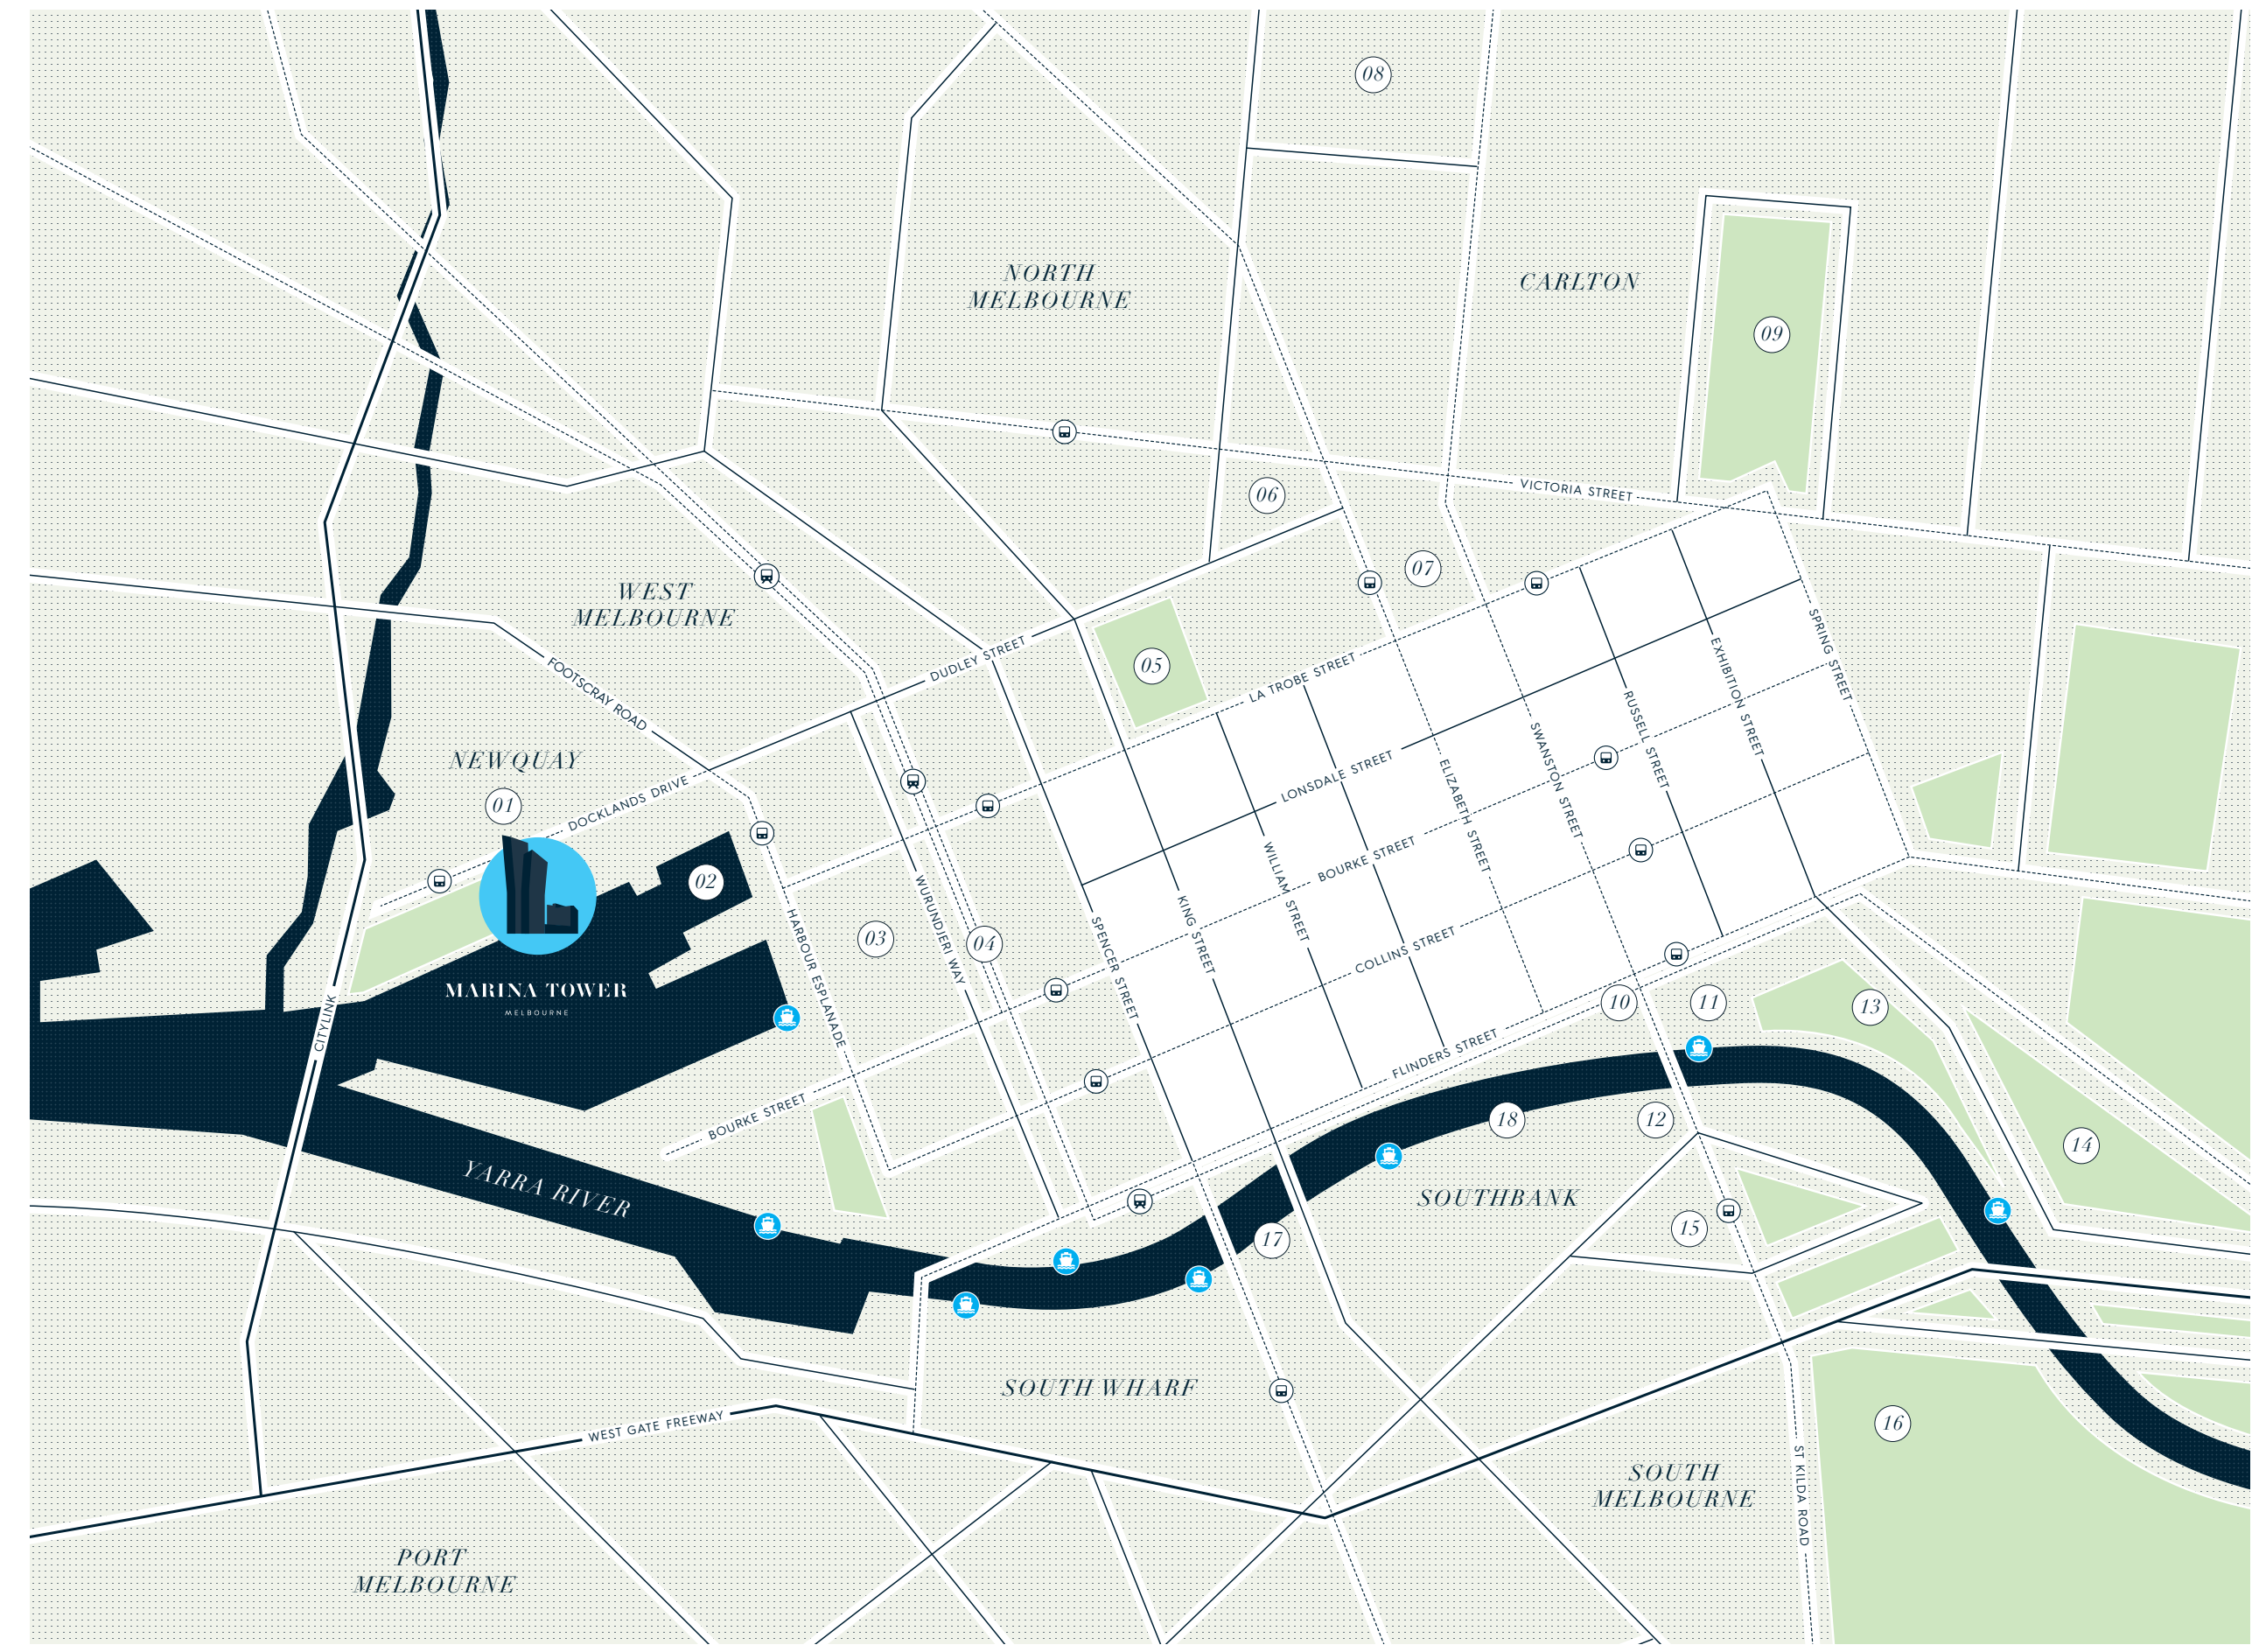 08
NORTH
MELBOURNE
CARLTON
09
06
VICTORIA STREET
07
WEST
MELBOURNE
DUDLEY STREET
05
LA TROBE STREET
SPRING STREET
EXHIBITION STREET
RUSSELL STREET
SWANSTON STREET
ELIZABETH STREET
LONSDALE STREET
FOOTSCRAY ROAD
NEWQUAY
01
DOCKLANDS DRIVE
02
WILLIAM STREET
BOURKE STREET
KING STREET
WURUNDJERI WAY
03
04
HARBOUR ESPLANADE
SPENCER STREET
COLLINS STREET
MARINA TOWER
MELBOURNE
CITYLINK
10
11
13
FLINDERS STREET
BOURKE STREET
18
12
14
YARRA RIVER
SOUTHBANK
15
17
SOUTH WHARF
WEST GATE FREEWAY
16
SOUTH
MELBOURNE
ST KILDA ROAD
PORT
MELBOURNE